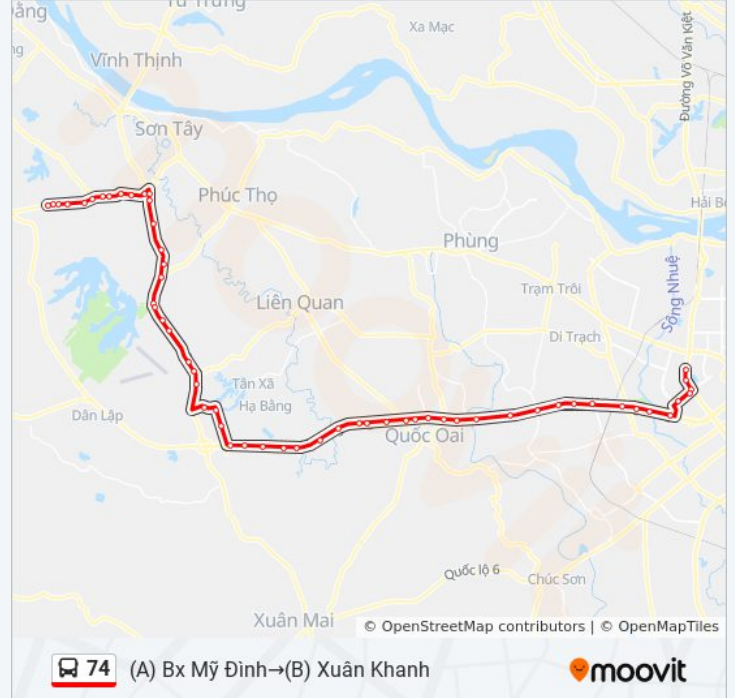 Tu Trung
Xa Mạc
Vĩnh Thịnh
Đường Võ Văn Kiệt
Sơn Tây
Phúc Thọ
Hải B
Phùng
Sông Nhuệ
Trạm Trôi
Liên Quan
Di Trạch
Tân Xã
Hạ Bằng
Dân Lập
Quốc Oai
Quốc lộ 6
Chúc Sơn
Xuân Mai
© OpenStreetMap contributors | © OpenMapTiles
74 (A) Bx Mỹ Đình→(B) Xuân Khanh
moovit